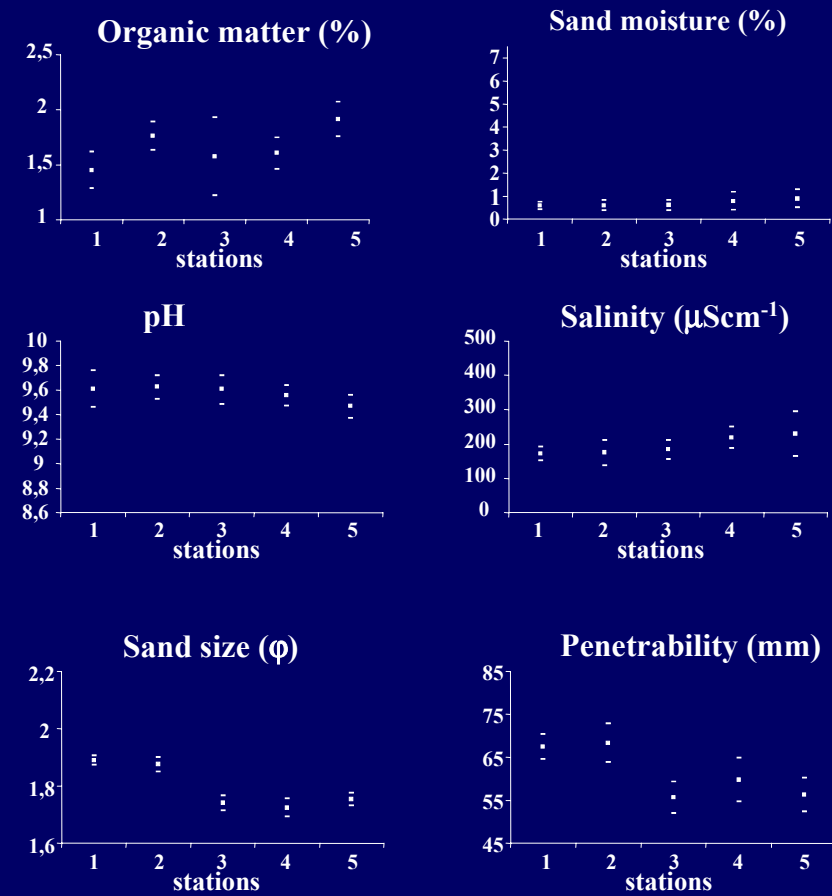 Organic matter (%)
2,5
2
1,5
1
1 2 3 4 5
stations
Sand moisture (%)
7
6
5
4
3
2
1
0
1 2 3 4 5
stations
pH
10
9,8
9,6
9,4
9,2
9
8,8
8,6
1 2 3 4 5
stations
Salinity (μScm⁻¹)
500
400
300
200
100
0
1 2 3 4 5
stations
Sand size (φ)
2,2
2
1,8
1,6
1 2 3 4 5
stations
Penetrability (mm)
85
75
65
55
45
1 2 3 4 5
stations